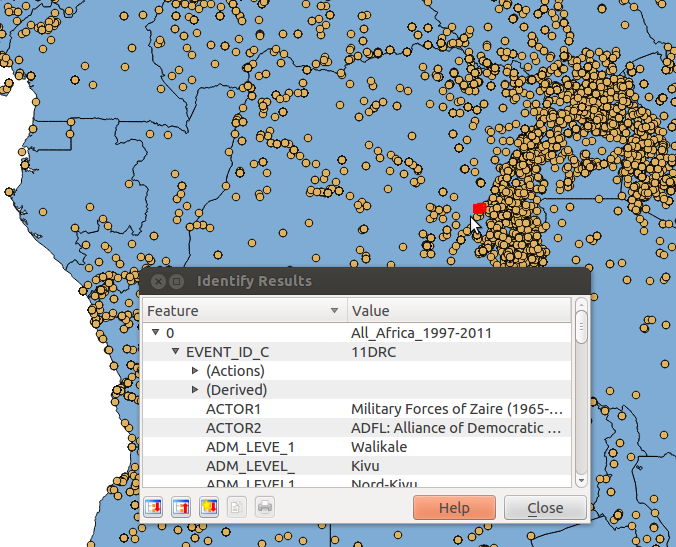 Identify Results
Feature Value
0 All_Africa_1997-2011
EVENT_ID_C 11DRC
(Actions)
(Derived)
ACTOR1 Military Forces of Zaire (1965-...
ACTOR2 ADFL: Alliance of Democratic ...
ADM_LEVE_1 Walikale
ADM_LEVEL_ Kivu
ADM_LEVEL1 Nord-Kivu
Help Close